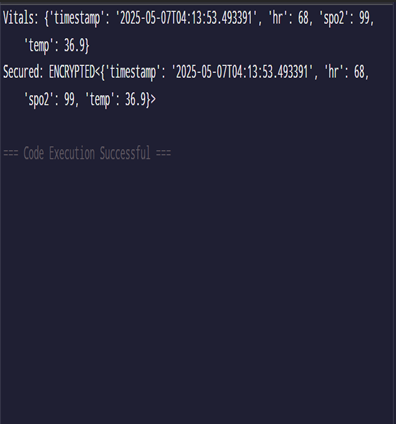 Vitals: {'timestamp': '2025-05-07T04:13:53.493391', 'hr': 68, 'spo2': 99,
'temp': 36.9}
Secured: ENCRYPTED<{'timestamp': '2025-05-07T04:13:53.493391', 'hr': 68,
'spo2': 99, 'temp': 36.9}>
=== Code Execution Successful ===